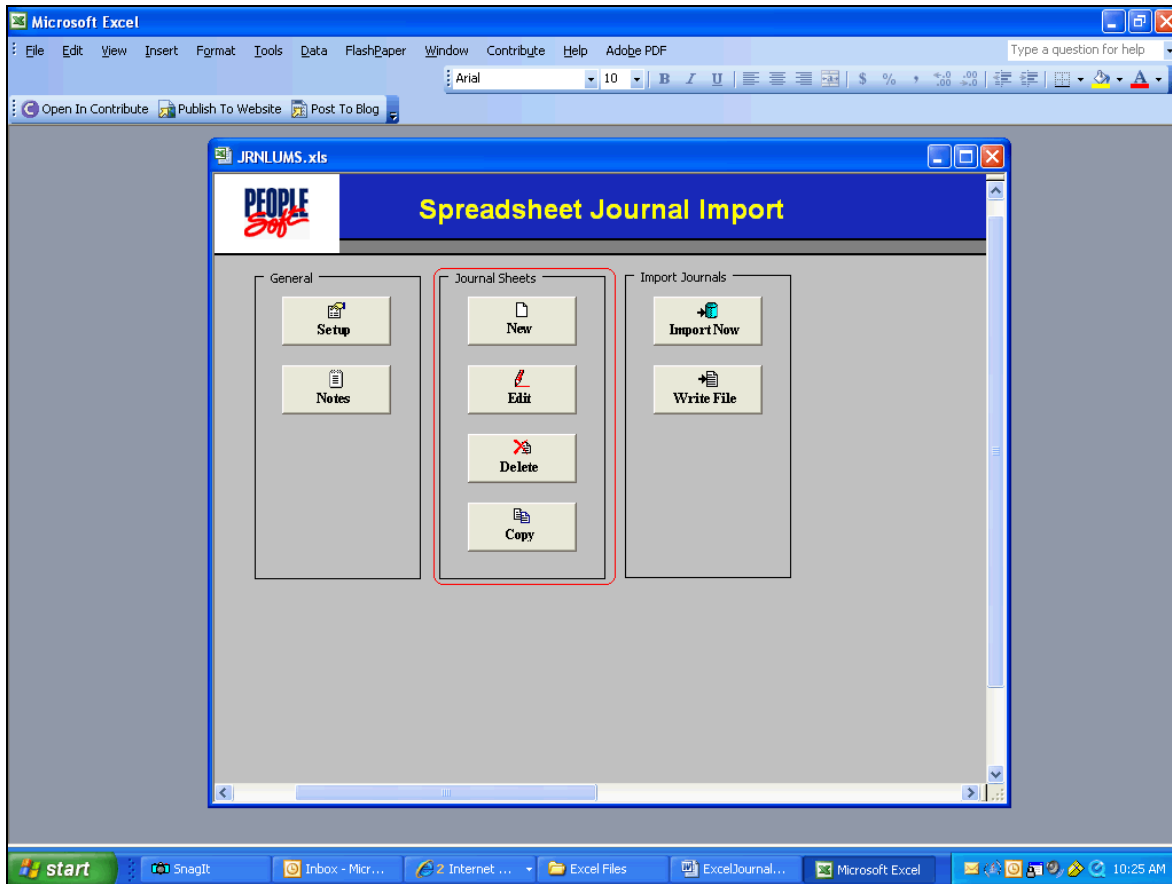 Microsoft Excel
File Edit View Insert Format Tools Data FlashPaper Window Contribute Help Adobe PDF Type a question for help
Arial 10 B I U $ % , A
Open In Contribute Publish To Website Post To Blog
JRNLUMS.xls
PEOPLE
Soft
Spreadsheet Journal Import
General
Setup
Notes
Journal Sheets
New
Edit
Delete
Copy
Import Journals
Import Now
Write File
start SnagIt Inbox - Micr... 2 Internet ... Excel Files ExcelJournal... Microsoft Excel 10:25 AM